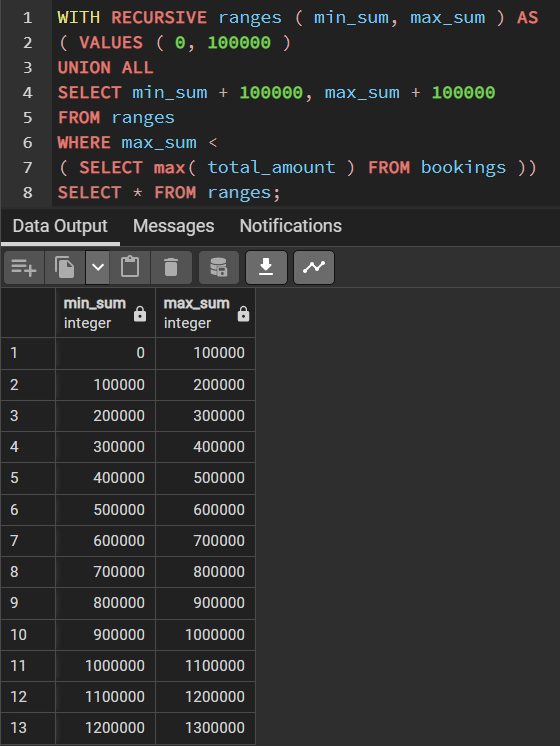 1 WITH RECURSIVE ranges ( min_sum, max_sum ) AS
2 ( VALUES ( 0, 100000 )
3 UNION ALL
4 SELECT min_sum + 100000, max_sum + 100000
5 FROM ranges
6 WHERE max_sum <
7 ( SELECT max( total_amount ) FROM bookings ))
8 SELECT * FROM ranges;
Data Output Messages Notifications
min_sum max_sum
integer integer
1 0 100000
2 100000 200000
3 200000 300000
4 300000 400000
5 400000 500000
6 500000 600000
7 600000 700000
8 700000 800000
9 800000 900000
10 900000 1000000
11 1000000 1100000
12 1100000 1200000
13 1200000 1300000